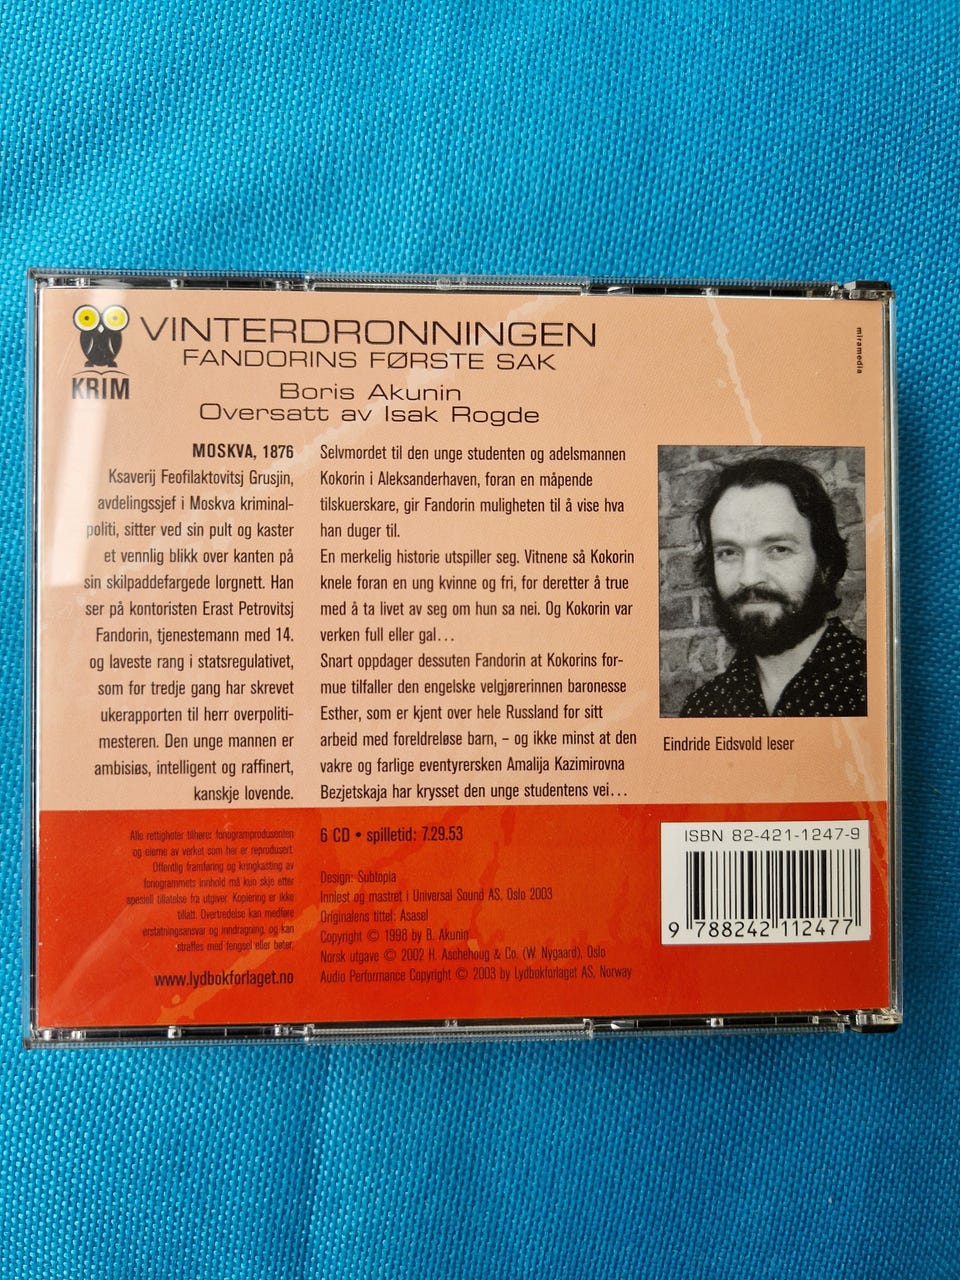 KRIM
VINTERDRONNINGEN
FANDORINS FØRSTE SAK
Boris Akunin
Oversatt av Isak Rogde
miramedia
MOSKVA, 1876
Ksaverij Feofilaktovitsj Grusjin,
avdelingssjef i Moskva kriminal-
politi, sitter ved sin pult og kaster
et vennlig blikk over kanten på
sin skilpaddefargede lorgnett. Han
ser på kontoristen Erast Petrovitsj
Fandorin, tjenestemann med 14.
og laveste rang i statsregulativet,
som for tredje gang har skrevet
ukerapporten til herr overpoliti-
mesteren. Den unge mannen er
ambisiøs, intelligent og raffinert,
kanskje lovende.
Selvmordet til den unge studenten og adelsmannen
Kokorin i Aleksanderhaven, foran en måpende
tilskuerskare, gir Fandorin muligheten til å vise hva
han duger til.
En merkelig historie utspiller seg. Vitnene så Kokorin
knele foran en ung kvinne og fri, for deretter å true
med å ta livet av seg om hun sa nei. Og Kokorin var
verken full eller gal...
Snart oppdager dessuten Fandorin at Kokorins for-
mue tilfaller den engelske velgjørerinnen baronesse
Esther, som er kjent over hele Russland for sitt
arbeid med foreldreløse barn, – og ikke minst at den
vakre og farlige eventyrersken Amalija Kazimirovna
Bezjetskaja har krysset den unge studentens vei...
Eindride Eidsvold leser
Alle rettigheter tilhører fonogramprodusenten
og eierne av verket som her er reprodusert.
Offentlig framføring og kringkasting av
fonogrammets innhold må kun skje etter
spesiell tillatelse fra utgiver. Kopiering er ikke
tillatt. Overtredelse kan medføre
erstatningsansvar og inndragning, og kan
straffes med fengsel eller bøter.
www.lydbokforlaget.no
6 CD • spilletid: 7.29.53
Design: Subtopia
Innlest og mastret i Universal Sound AS, Oslo 2003
Originalens tittel: Asasel
Copyright © 1998 by B. Akunin
Norsk utgave © 2002 H. Aschehoug & Co. (W. Nygaard), Oslo
Audio Performance Copyright © 2003 by Lydbokforlaget AS, Norway
ISBN 82-421-1247-9
9 788242 112477